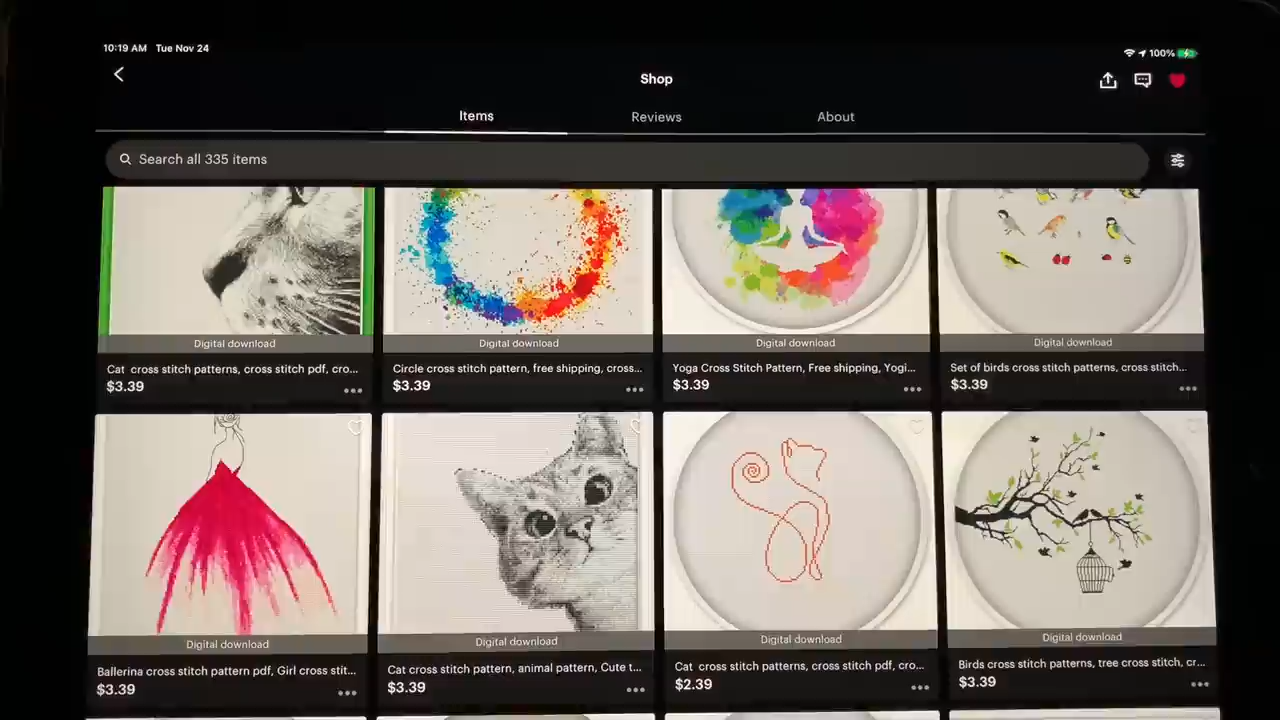 10:19 AM Tue Nov 24
100%
Shop
Items
Reviews
About
Search all 335 items
Digital download
Digital download
Digital download
Digital download
Cat cross stitch patterns, cross stitch pdf, cro...
Circle cross stitch pattern, free shipping, cross...
Yoga Cross Stitch Pattern, Free shipping, Yogi...
Set of birds cross stitch patterns, cross stitch...
$3.39
$3.39
$3.39
$3.39
Digital download
Digital download
Digital download
Digital download
Ballerina cross stitch pattern pdf, Girl cross stit...
Cat cross stitch pattern, animal pattern, Cute t...
Cat cross stitch patterns, cross stitch pdf, cro...
Birds cross stitch patterns, tree cross stitch, cr...
$3.39
$3.39
$2.39
$3.39